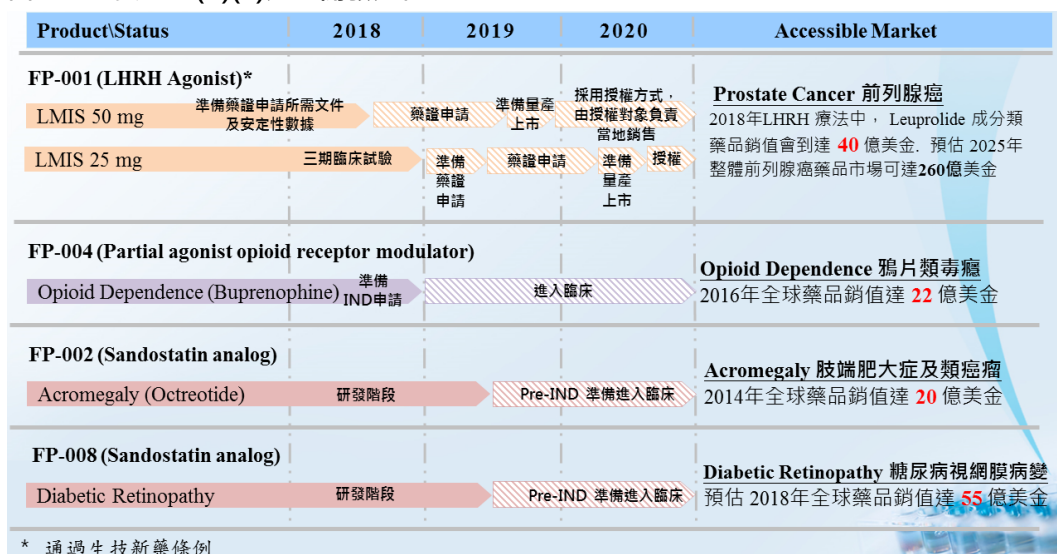 Product\Status 2018 2019 2020 Accessible Market
FP-001 (LHRH Agonist)*
LMIS 50 mg
準備藥證申請所需文件
及安定性數據
藥證申請
準備量產
上市
採用授權方式，
由授權對象負責
當地銷售
Prostate Cancer 前列腺癌
2018年LHRH 療法中， Leuprolide 成分類
藥品銷值會到達 40 億美金. 預估 2025年
整體前列腺癌藥品市場可達260億美金
LMIS 25 mg
三期臨床試驗
準備
藥證
申請
藥證申請
準備
量產
上市
授權
FP-004 (Partial agonist opioid receptor modulator)
Opioid Dependence (Buprenophine)
準備
IND申請
進入臨床
Opioid Dependence 鴉片類毒癮
2016年全球藥品銷值達 22 億美金
FP-002 (Sandostatin analog)
Acromegaly (Octreotide)
研發階段
Pre-IND 準備進入臨床
Acromegaly 肢端肥大症及類癌瘤
2014年全球藥品銷值達 20 億美金
FP-008 (Sandostatin analog)
Diabetic Retinopathy
研發階段
Pre-IND 準備進入臨床
Diabetic Retinopathy 糖尿病視網膜病變
預估 2018年全球藥品銷值達 55 億美金
* 通過生技新藥條例